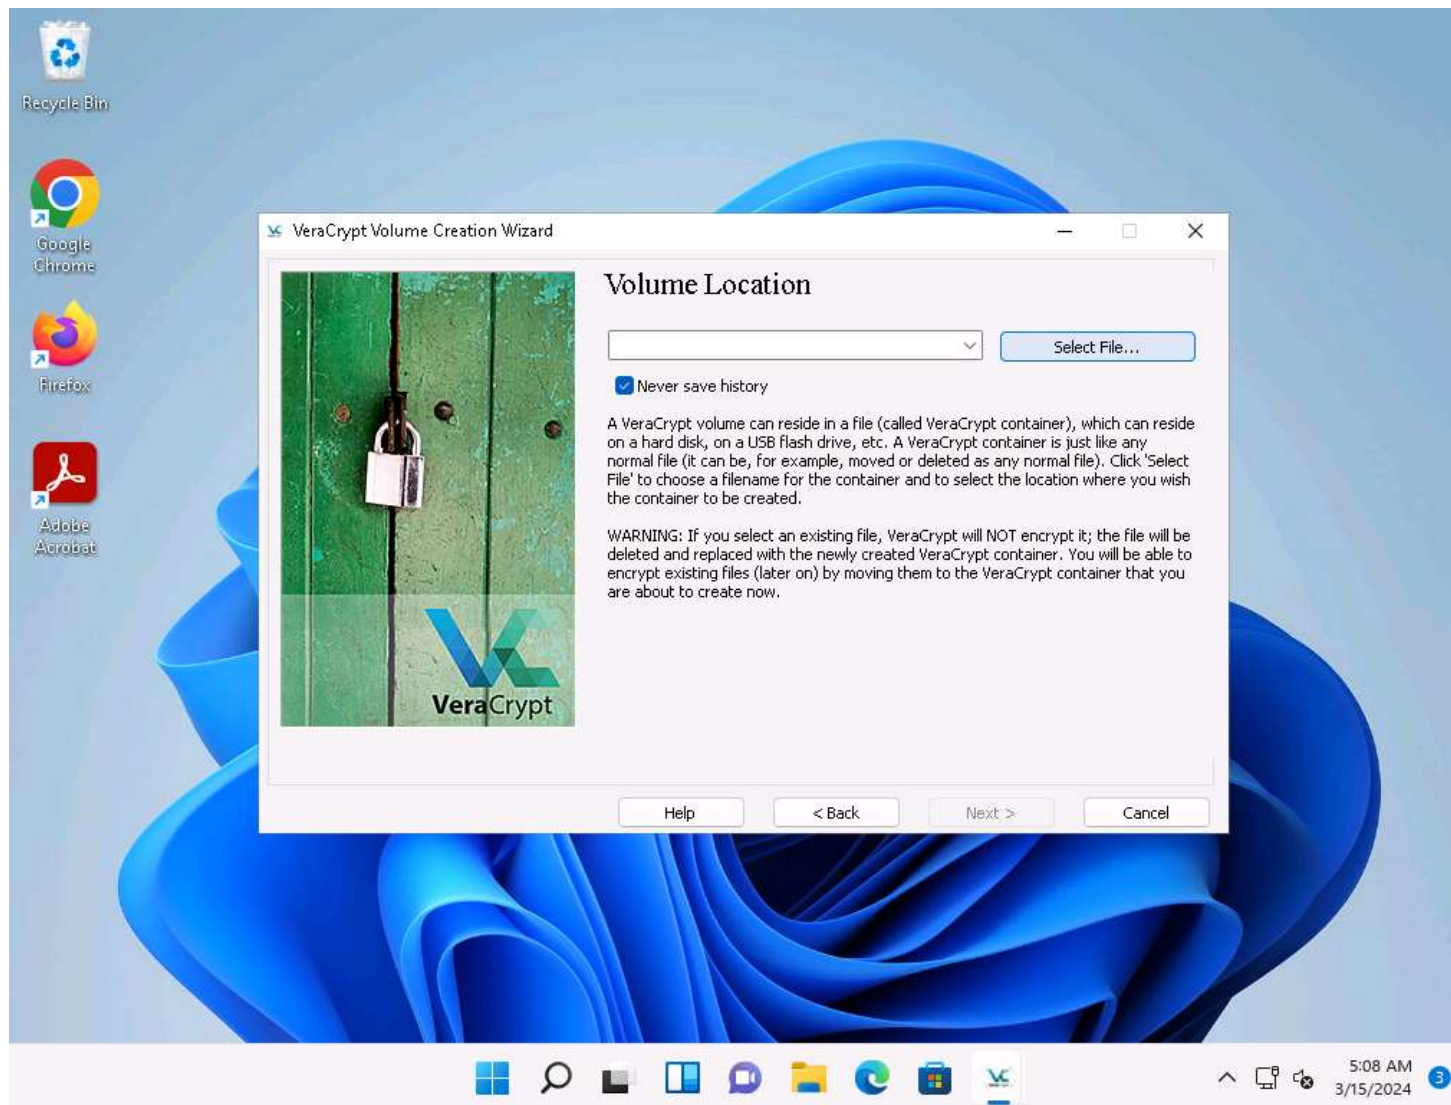 Recycle Bin
Google
Chrome
Firefox
Adobe
Acrobat
VeraCrypt Volume Creation Wizard
Volume Location
Select File...
Never save history
A VeraCrypt volume can reside in a file (called VeraCrypt container), which can reside
on a hard disk, on a USB flash drive, etc. A VeraCrypt container is just like any
normal file (it can be, for example, moved or deleted as any normal file). Click 'Select
File' to choose a filename for the container and to select the location where you wish
the container to be created.
WARNING: If you select an existing file, VeraCrypt will NOT encrypt it; the file will be
deleted and replaced with the newly created VeraCrypt container. You will be able to
encrypt existing files (later on) by moving them to the VeraCrypt container that you
are about to create now.
VeraCrypt
Help
< Back
Next >
Cancel
5:08 AM
3/15/2024
3